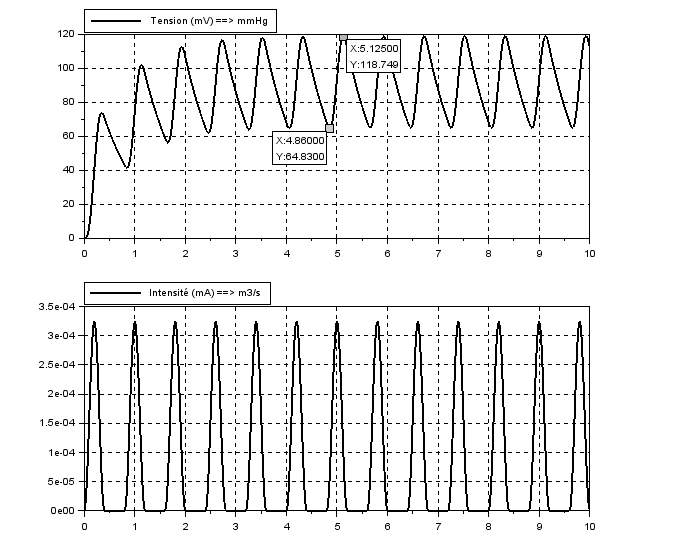 Tension (mV) ==> mmHg
120
100
80
60
40
20
0
X:5.12500
Y:118.749
X:4.86000
Y:64.8300
0 1 2 3 4 5 6 7 8 9 10
Intensité (mA) ==> m3/s
3.5e-04
3e-04
2.5e-04
2e-04
1.5e-04
1e-04
5e-05
0e00
0 1 2 3 4 5 6 7 8 9 10